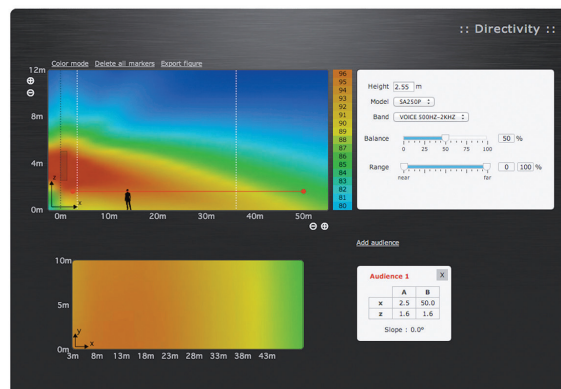 :: Directivity ::
Color mode Delete all markers Export figure
12m
8m
4m
0m
z
x
0m 10m 20m 30m 40m 50m
96
95
94
93
92
91
90
89
88
87
86
85
84
83
82
81
80
Height 2.55 m
Model SA250P
Band VOICE 500HZ-2KHZ
Balance 50 %
0 25 50 75 100
Range 0 100 %
near far
Add audience
10m
5m
0m
y
x
3m 8m 13m 18m 23m 28m 33m 38m 43m
Audience 1 X
A B
x 2.5 50.0
z 1.6 1.6
Slope : 0.0°